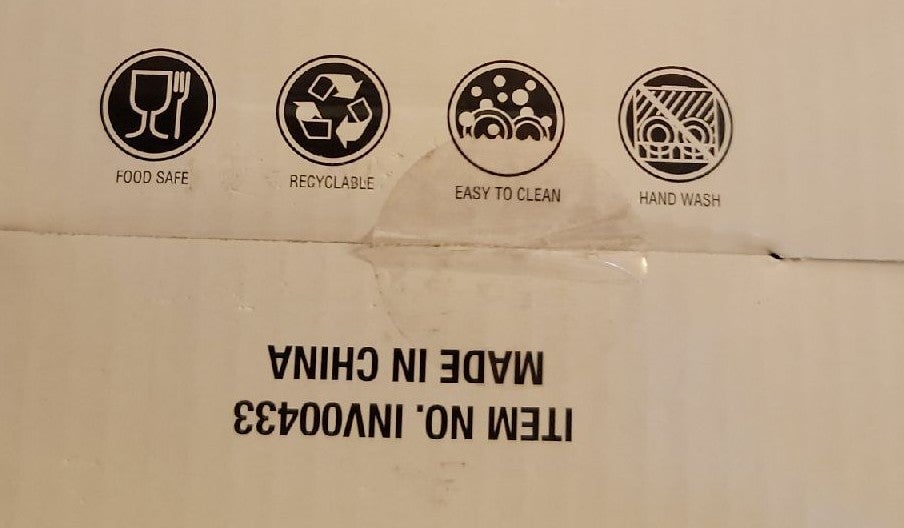 FOOD SAFE
RECYCLABLE
EASY TO CLEAN
HAND WASH
ITEM NO. INV00433
MADE IN CHINA